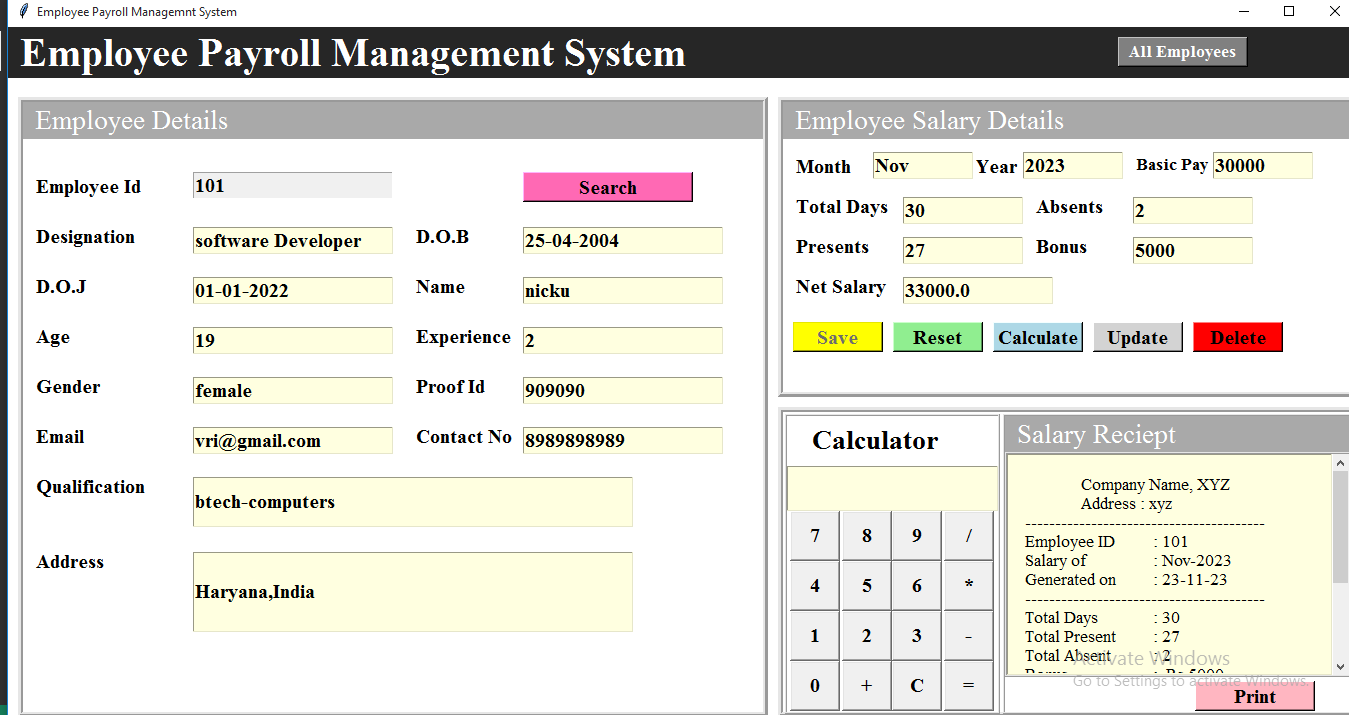 Employee Payroll Managemnt System
Employee Payroll Management System
All Employees
Employee Details
Employee Id 101 Search
Designation software Developer D.O.B 25-04-2004
D.O.J 01-01-2022 Name nicku
Age 19 Experience 2
Gender female Proof Id 909090
Email vri@gmail.com Contact No 8989898989
Qualification btech-computers
Address Haryana,India
Employee Salary Details
Month Nov Year 2023 Basic Pay 30000
Total Days 30 Absents 2
Presents 27 Bonus 5000
Net Salary 33000.0
Save Reset Calculate Update Delete
Calculator
7 8 9 /
4 5 6 *
1 2 3 -
0 + C =
Salary Reciept
Company Name, XYZ
Address : xyz
----------------------------------------
Employee ID : 101
Salary of : Nov-2023
Generated on : 23-11-23
----------------------------------------
Total Days : 30
Total Present : 27
Total Absent : 2
Bonus : Rs.5000
Print
Activate Windows
Go to Settings to activate Windows.